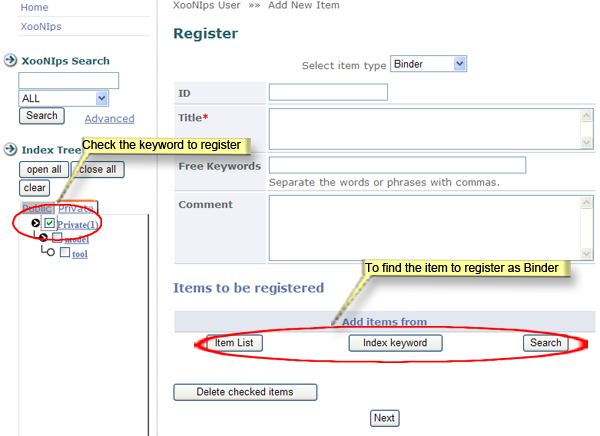 Home
XooNIps
XooNIps Search
ALL
Search Advanced
Index Tree
Check the keyword to register
open all close all
clear
Public Private
Private(1)
model
tool
XooNIps User »» Add New Item
Register
Select item type Binder
ID
Title*
Free Keywords
Separate the words or phrases with commas.
Comment
To find the item to register as Binder
Items to be registered
Add items from
Item List Index keyword Search
Delete checked items
Next